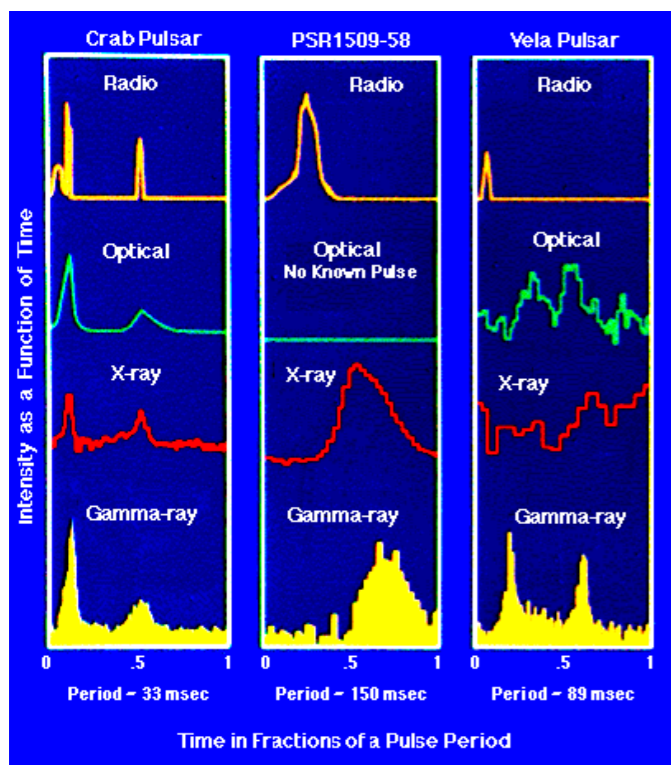 Crab Pulsar
PSR1509-58
Vela Pulsar
Radio
Radio
Radio
Optical
Optical
No Known Pulse
Optical
X-ray
X-ray
X-ray
Gamma-ray
Gamma-ray
Gamma-ray
Intensity as a Function of Time
0 .5 1
0 .5 1
0 .5 1
Period ~ 33 msec
Period ~ 150 msec
Period ~ 89 msec
Time in Fractions of a Pulse Period